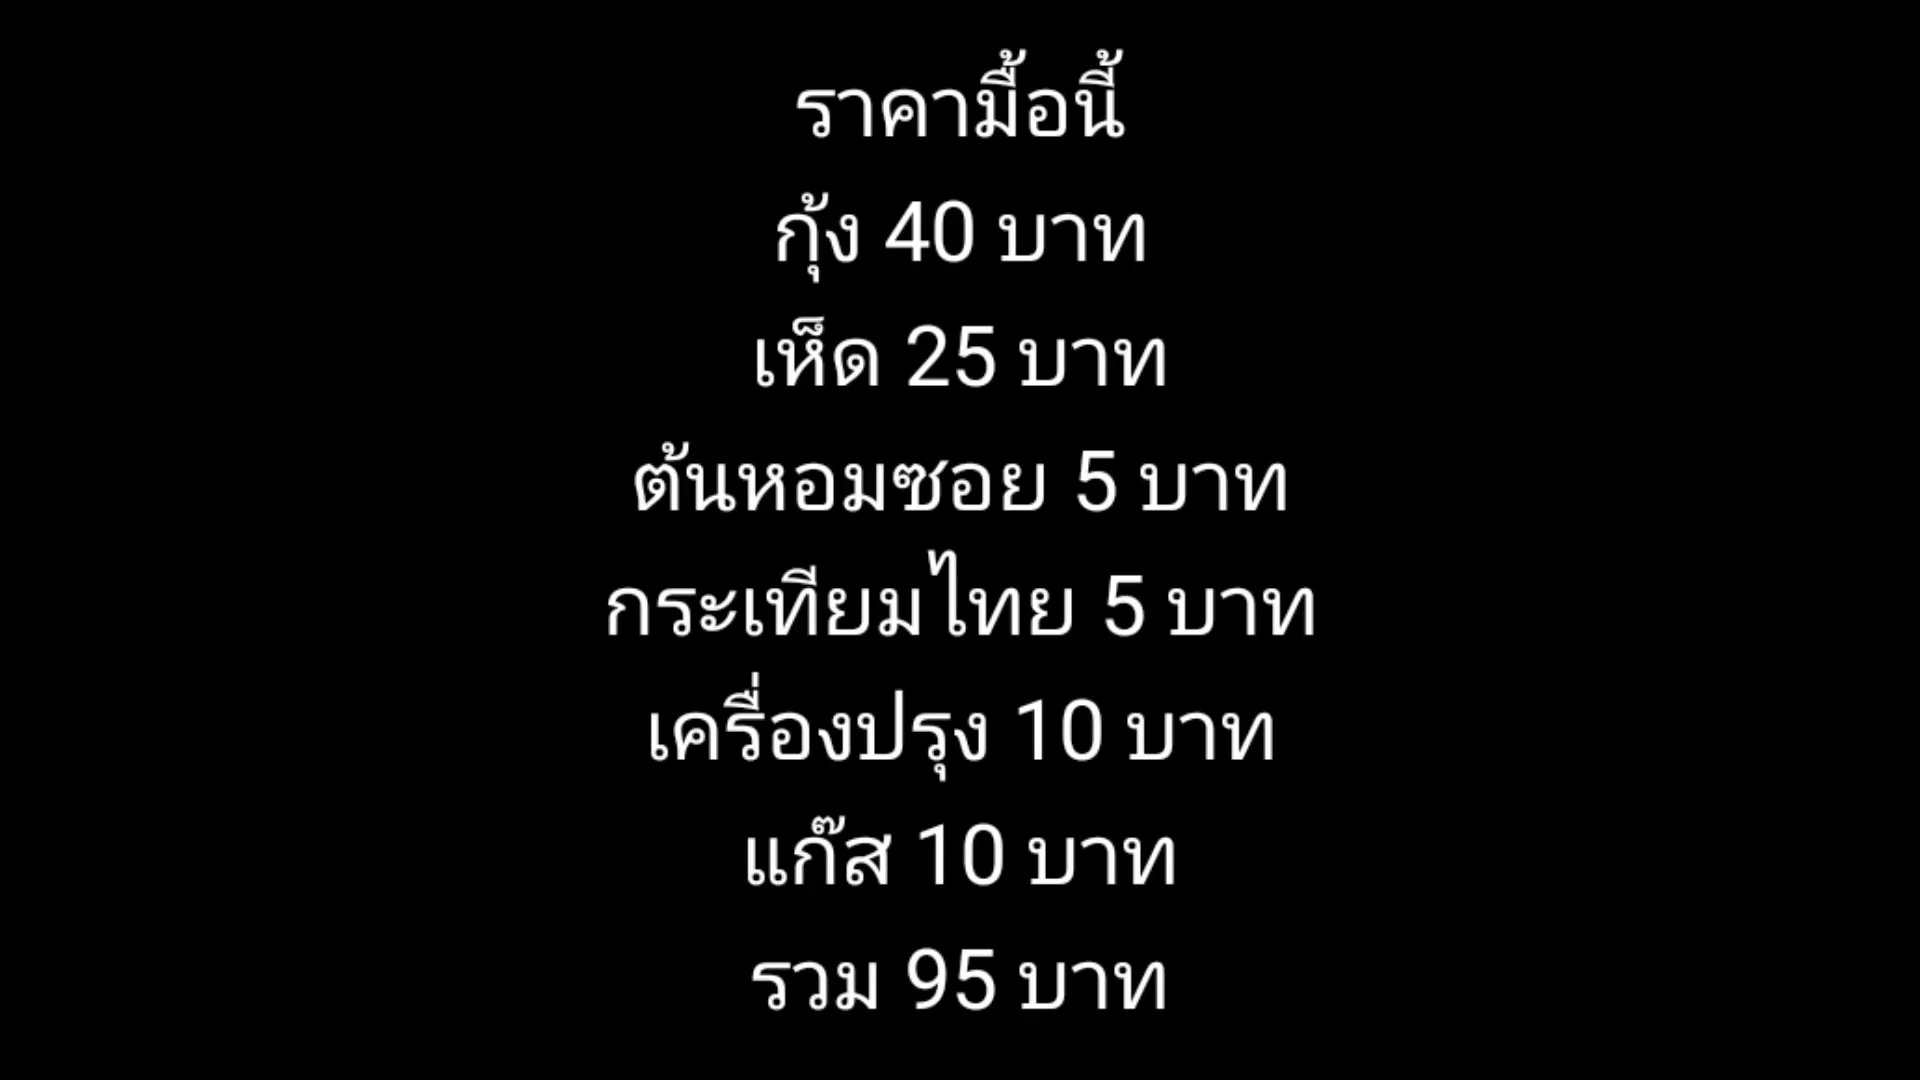 ราคามื้อนี้
กุ้ง 40 บาท
เห็ด 25 บาท
ต้นหอมซอย 5 บาท
กระเทียมไทย 5 บาท
เครื่องปรุง 10 บาท
แก๊ส 10 บาท
รวม 95 บาท